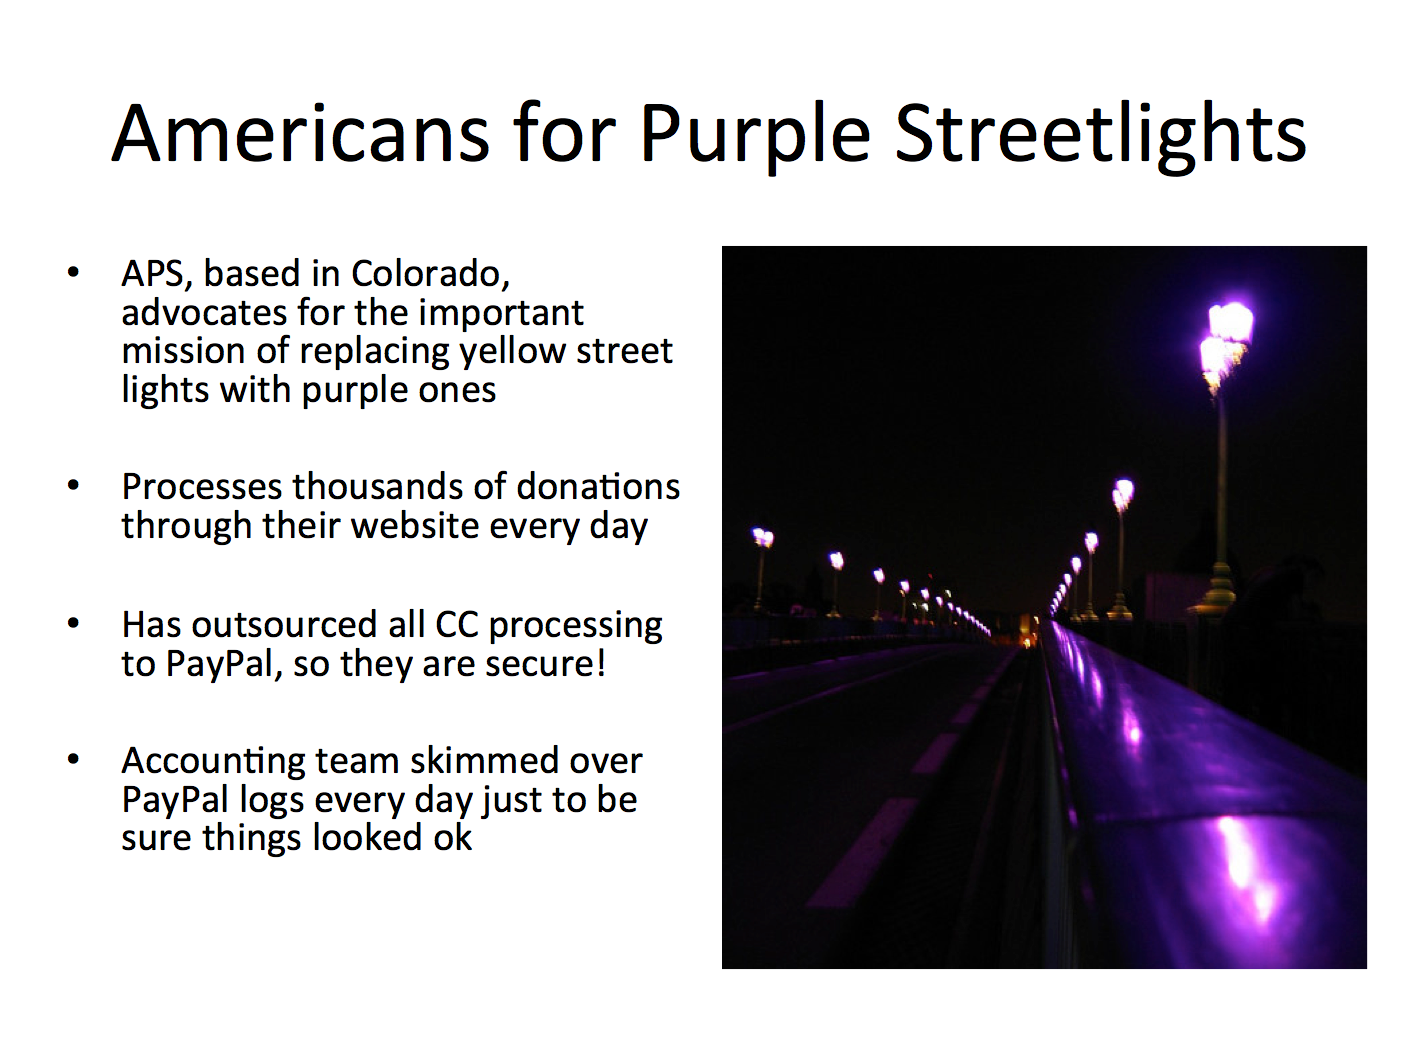 Americans for Purple Streetlights
• APS, based in Colorado,
advocates for the important
mission of replacing yellow street
lights with purple ones
• Processes thousands of donations
through their website every day
• Has outsourced all CC processing
to PayPal, so they are secure!
• Accounting team skimmed over
PayPal logs every day just to be
sure things looked ok